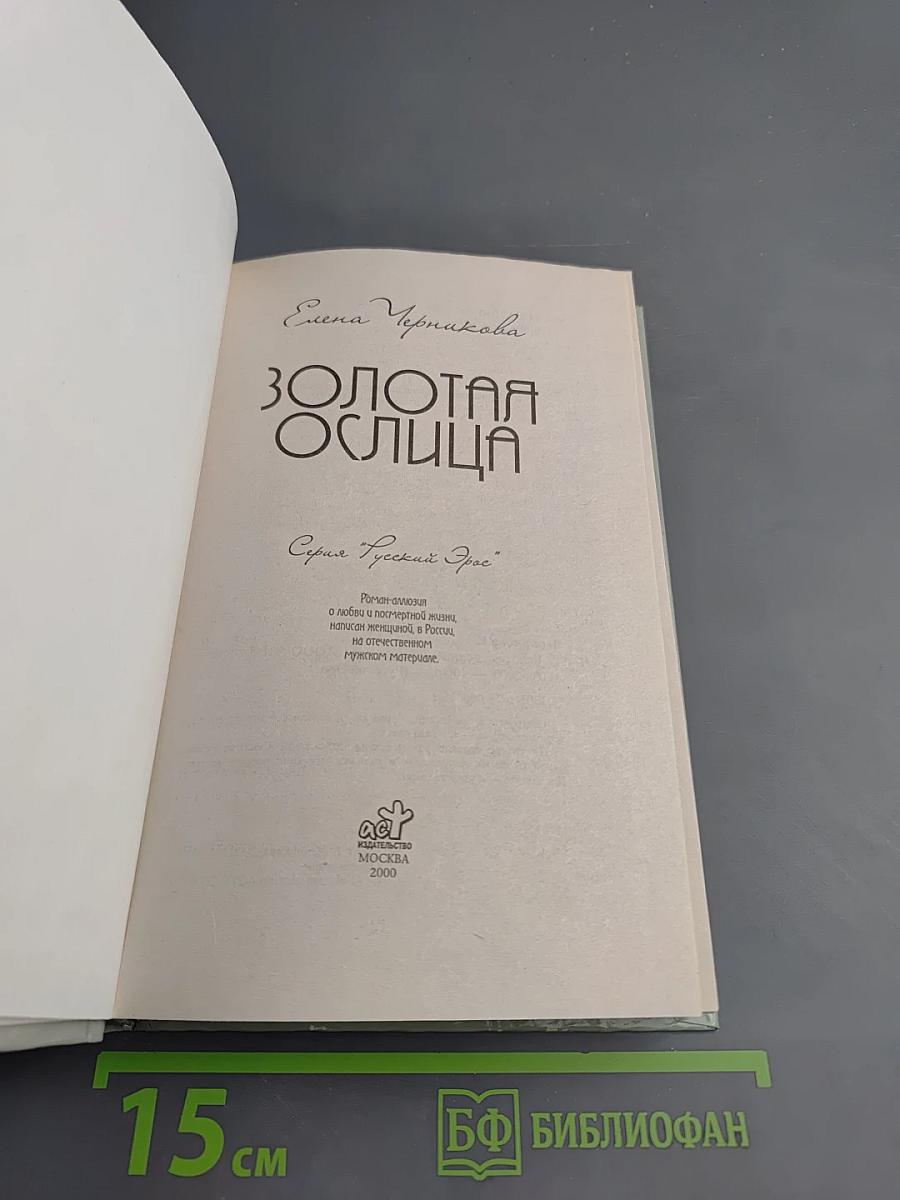 Елена Черникова
ЗОЛОТАЯ
ОСЛИЦА
Серия "Русский Эрос"
Роман-аллюзия
о любви и посмертной жизни,
написан женщиной, в России,
на отечественном
мужском материале.
аст
ИЗДАТЕЛЬСТВО
МОСКВА
2000
15 см
БФ БИБЛИОФАН